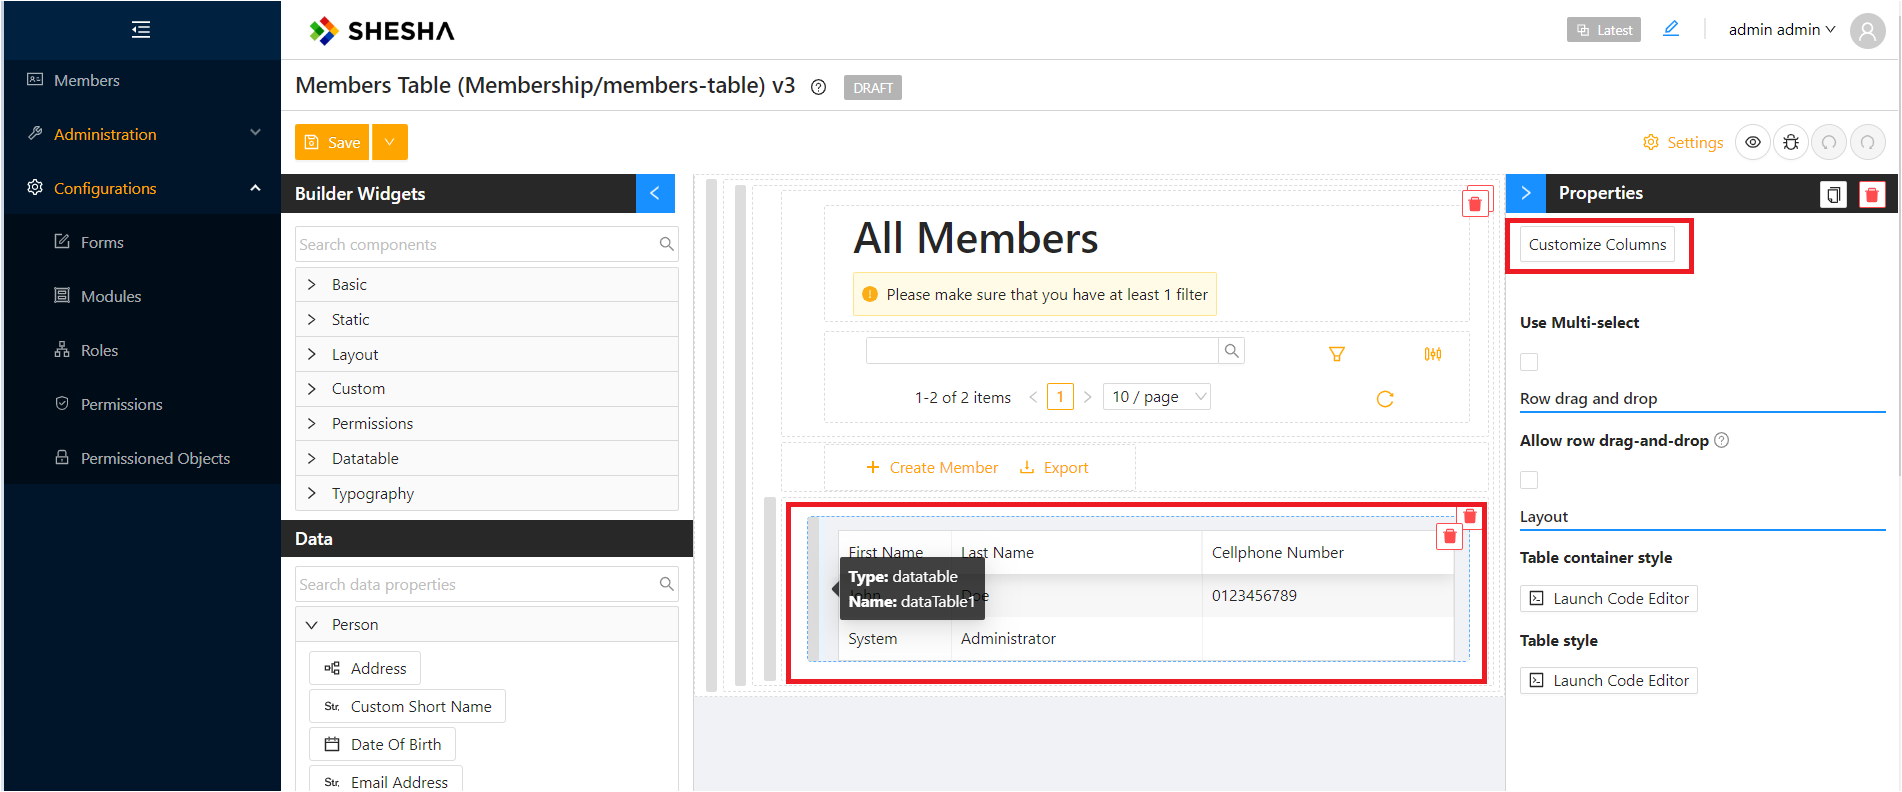 SHESHA
Latest
admin admin
Members
Administration
Configurations
Forms
Modules
Roles
Permissions
Permissioned Objects
Members Table (Membership/members-table) v3
DRAFT
Save
Settings
Builder Widgets
Search components
Basic
Static
Layout
Custom
Permissions
Datatable
Typography
Data
Search data properties
Person
Address
Str. Custom Short Name
Date Of Birth
Str. Email Address
All Members
Please make sure that you have at least 1 filter
1-2 of 2 items 1 10 / page
Create Member Export
First Name Last Name Cellphone Number
Type: datatable
Name: dataTable1
John Doe 0123456789
System Administrator
Properties
Customize Columns
Use Multi-select
Row drag and drop
Allow row drag-and-drop
Layout
Table container style
Launch Code Editor
Table style
Launch Code Editor